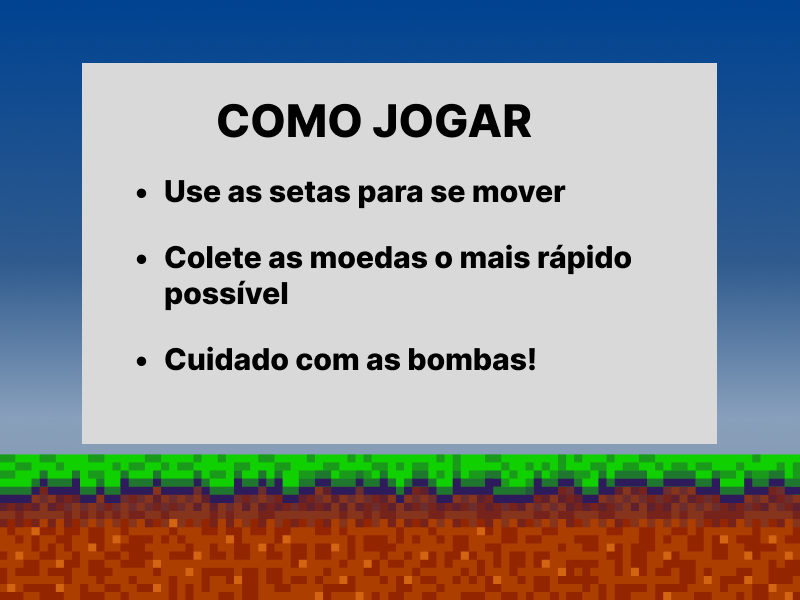 COMO JOGAR
• Use as setas para se mover
• Colete as moedas o mais rápido
possível
• Cuidado com as bombas!